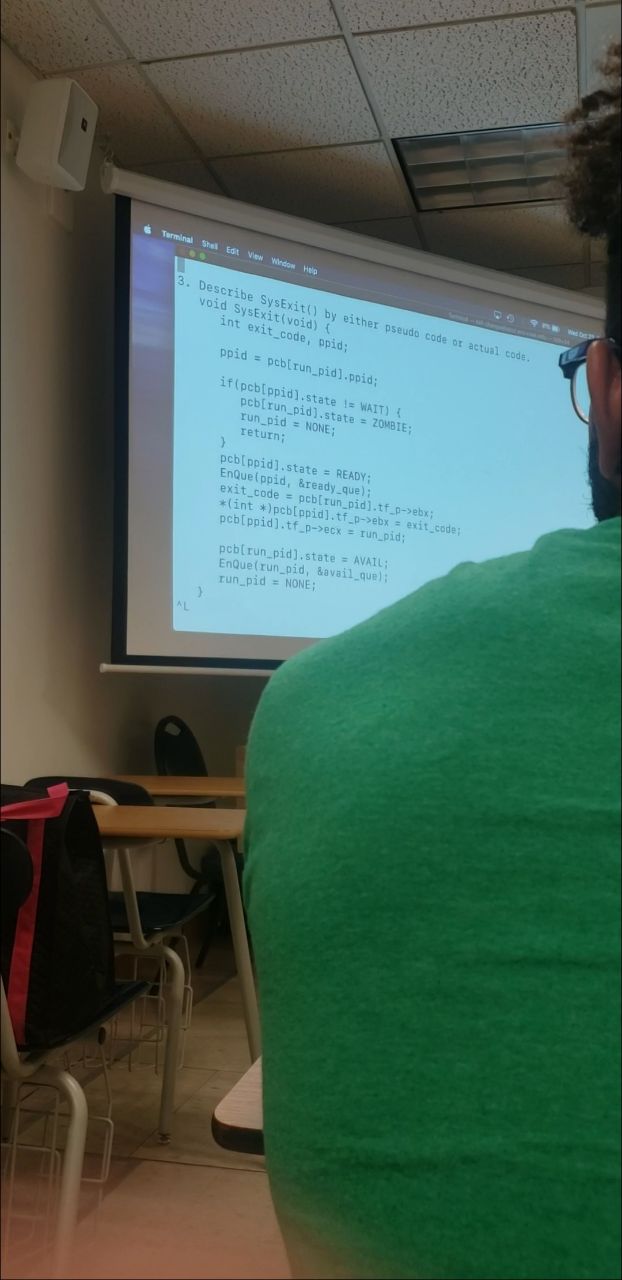 Terminal Shell Edit View Window Help
Wed Oct
3. Describe SysExit() by either pseudo code or actual code.
void SysExit(void) {
int exit_code, ppid;
ppid = pcb[run_pid].ppid;
if(pcb[ppid].state != WAIT) {
pcb[run_pid].state = ZOMBIE;
run_pid = NONE;
return;
}
pcb[ppid].state = READY;
EnQue(ppid, &ready_que);
exit_code = pcb[run_pid].tf_p->ebx;
*(int *)pcb[ppid].tf_p->ebx = exit_code;
pcb[ppid].tf_p->ecx = run_pid;
pcb[run_pid].state = AVAIL;
EnQue(run_pid, &avail_que);
run_pid = NONE;
}
^L